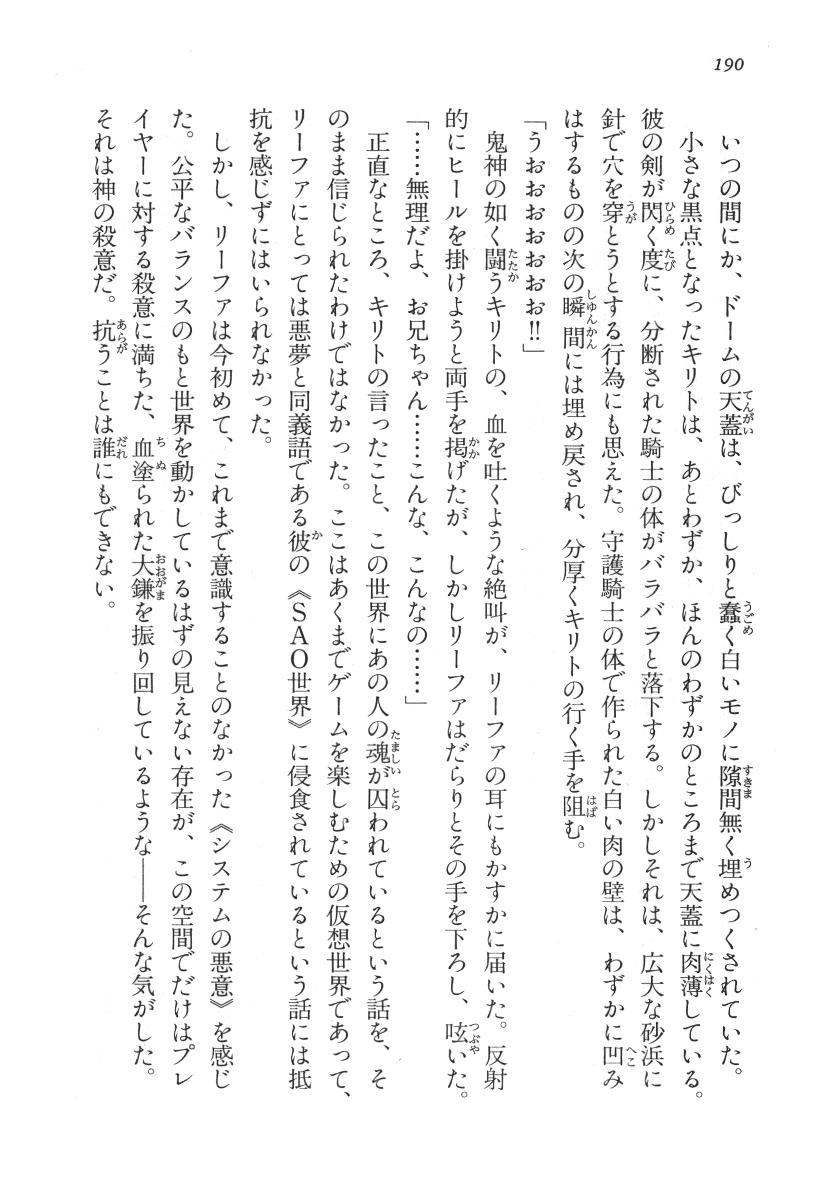 190
いつの間にか、ドームの天蓋は、びっしりと蠢く白いモノに隙間無く埋めつくされていた。
小さな黒点となったキリトは、あとわずか、ほんのわずかのところまで天蓋に肉薄している。
彼の剣が閃く度に、分断された騎士の体がバラバラと落下する。しかしそれは、広大な砂浜に
針で穴を穿とうとする行為にも思えた。守護騎士の体で作られた白い肉の壁は、わずかに凹み
はするものの次の瞬間には埋め戻され、分厚くキリトの行く手を阻む。
「うおおおおおお!!」
鬼神の如く闘うキリトの、血を吐くような絶叫が、リーファの耳にもかすかに届いた。反射
的にヒールを掛けようと両手を掲げたが、しかしリーファはだらりとその手を下ろし、呟いた。
「……無理だよ、お兄ちゃん……こんな、こんなの……」
正直なところ、キリトの言ったこと、この世界にあの人の魂が囚われているという話を、そ
のまま信じられたわけではなかった。ここはあくまでゲームを楽しむための仮想世界であって、
リーファにとっては悪夢と同義語である彼の《SAO世界》に侵食されているという話には抵
抗を感じずにはいられなかった。
しかし、リーファは今初めて、これまで意識することのなかった《システムの悪意》を感じ
た。公平なバランスのもと世界を動かしているはずの見えない存在が、この空間でだけはプレ
イヤーに対する殺意に満ちた、血塗られた大鎌を振り回しているような――そんな気がした。
それは神の殺意だ。抗うことは誰にもできない。